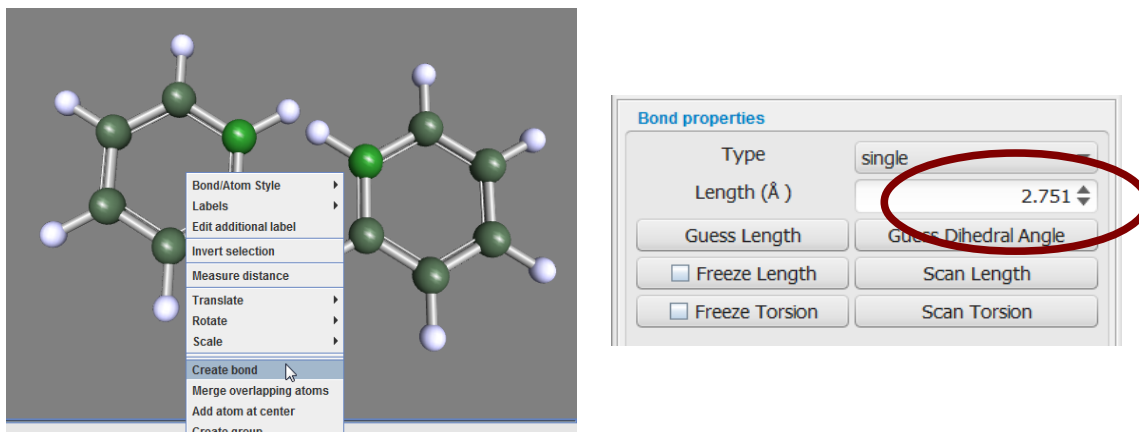 Bond/Atom Style
Labels
Edit additional label
Invert selection
Measure distance
Translate
Rotate
Scale
Create bond
Merge overlapping atoms
Add atom at center
Create group
Bond properties
Type single
Length (Å ) 2.751
Guess Length Guess Dihedral Angle
Freeze Length Scan Length
Freeze Torsion Scan Torsion